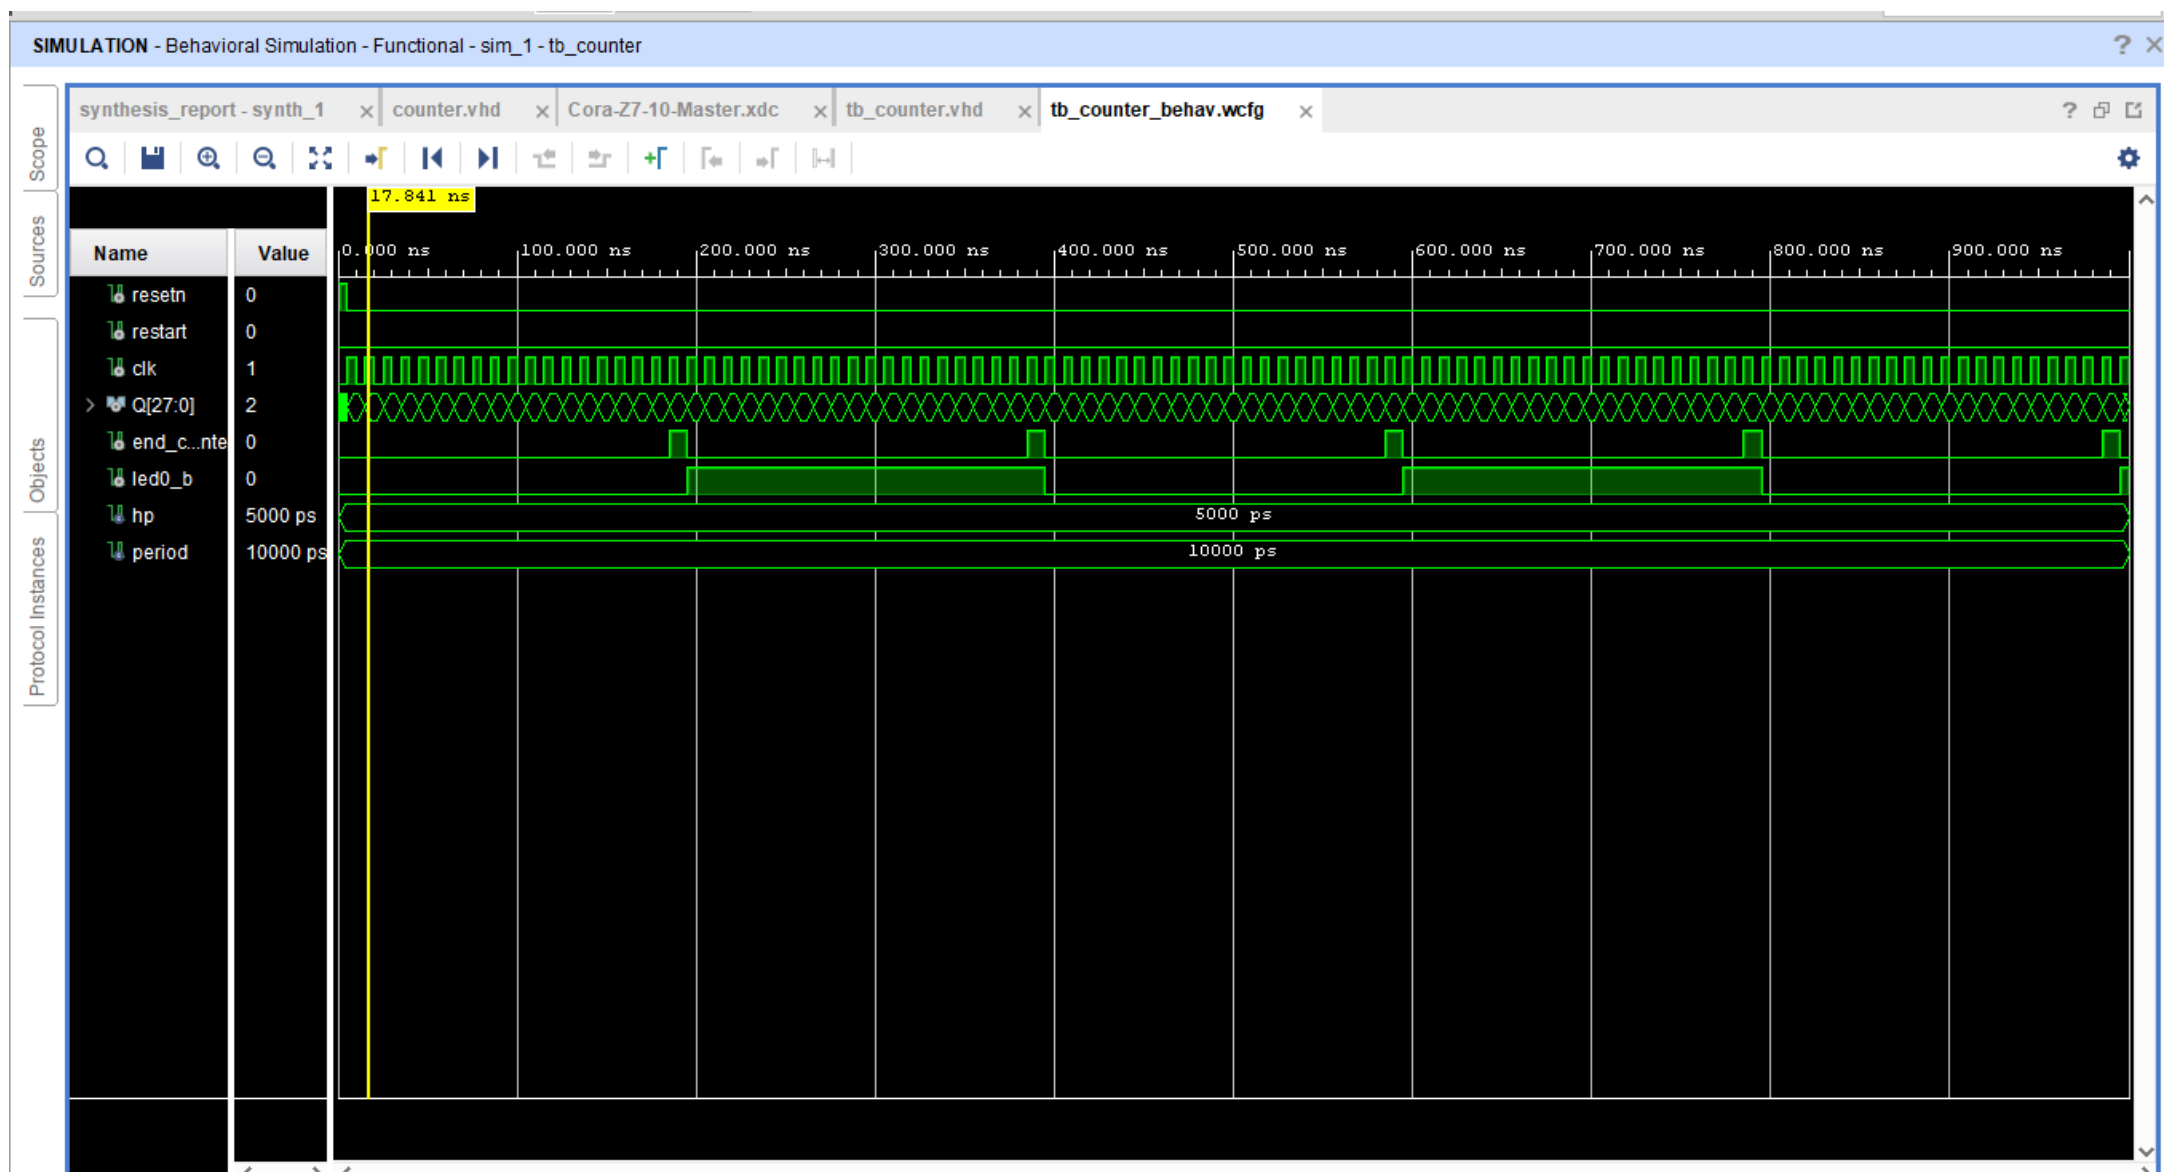 SIMULATION - Behavioral Simulation - Functional - sim_1 - tb_counter
? ×
synthesis_report - synth_1 × counter.vhd × Cora-Z7-10-Master.xdc × tb_counter.vhd × tb_counter_behav.wcfg ×
?
Scope
Sources
Objects
Protocol Instances
17.841 ns
Name Value
0.000 ns 100.000 ns 200.000 ns 300.000 ns 400.000 ns 500.000 ns 600.000 ns 700.000 ns 800.000 ns 900.000 ns
resetn 0
restart 0
clk 1
Q[27:0] 2
end_c...nte 0
led0_b 0
hp 5000 ps 5000 ps
period 10000 ps 10000 ps